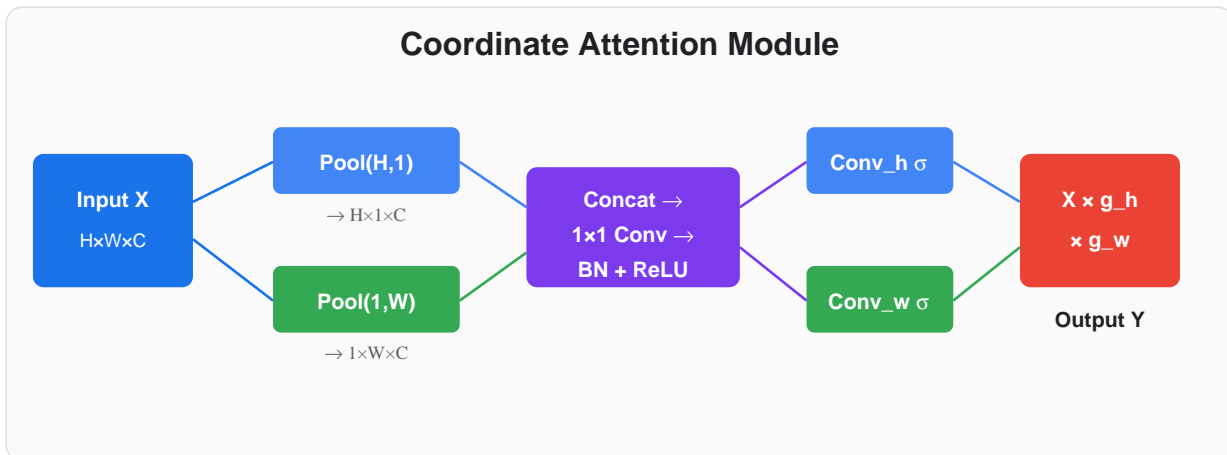 Coordinate Attention Module
Input X
H×W×C
Pool(H,1)
→ H×1×C
Pool(1,W)
→ 1×W×C
Concat →
1×1 Conv →
BN + ReLU
Conv_h σ
Conv_w σ
X × g_h
× g_w
Output Y